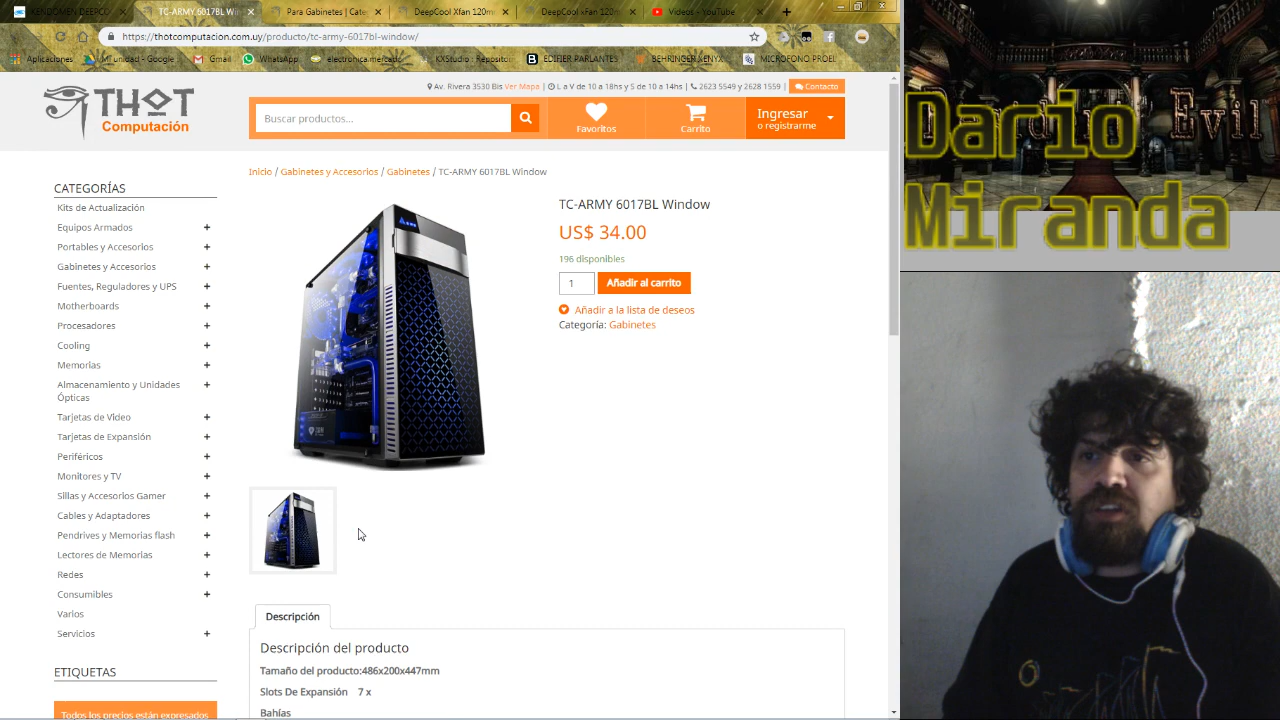 KENDOMEN DEEPCO
TC-ARMY 6017BL Win
Para Gabinetes | Cate
DeepCool Xfan 120m
DeepCool xFan 120
Videos - YouTube
https://thotcomputacion.com.uy/producto/tc-army-6017bl-window/
Aplicaciones
Mi unidad - Google
Gmail
WhatsApp
electronica.mercado
KXStudio : Reposito
EDIFIER PARLANTES
BEHRINGER XENYX
MICROFONO PROEL
THOT
Computación
Av. Rivera 3530 Bis Ver Mapa | L a V de 10 a 18hs y S de 10 a 14hs | 2623 5549 y 2628 1559 | Contacto
Buscar productos...
Favoritos
Carrito
Ingresar
o registrarme
Inicio / Gabinetes y Accesorios / Gabinetes / TC-ARMY 6017BL Window
CATEGORÍAS
Kits de Actualización
Equipos Armados +
Portables y Accesorios +
Gabinetes y Accesorios +
Fuentes, Reguladores y UPS +
Motherboards +
Procesadores +
Cooling +
Memorias +
Almacenamiento y Unidades +
Ópticas
Tarjetas de Video +
Tarjetas de Expansión +
Periféricos +
Monitores y TV +
Sillas y Accesorios Gamer +
Cables y Adaptadores +
Pendrives y Memorias flash +
Lectores de Memorias +
Redes +
Consumibles +
Varios
Servicios +
ETIQUETAS
Todos los precios están expresados
TC-ARMY 6017BL Window
US$ 34.00
196 disponibles
1
Añadir al carrito
Añadir a la lista de deseos
Categoría: Gabinetes
Descripción
Descripción del producto
Tamaño del producto:486x200x447mm
Slots De Expansión 7 x
Bahías
Dario
Miranda
Evil